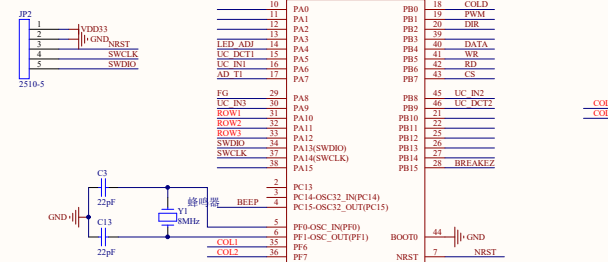 JP2
1 VDD33
2 GND
3 NRST
4 SWCLK
5 SWDIO
2510-5
10 PA0 PB0 18 COLD
11 PA1 PB1 19 PWM
12 PA2 PB2 20 DIR
13 PA3 PB3 39
LED_ADJ 14 PA4 PB4 40 DATA
UC_DCT1 15 PA5 PB5 41 WR
UC_IN1 16 PA6 PB6 42 RD
AD_T1 17 PA7 PB7 43 CS
FG 29 PA8 PB8 45 UC_IN2
UC_IN3 30 PA9 PB9 46 UC_DCT2
ROW1 31 PA10 PB10 21
ROW2 32 PA11 PB11 22
ROW3 33 PA12 PB12 25
SWDIO 34 PA13(SWDIO) PB13 26
SWCLK 37 PA14(SWCLK) PB14 27
38 PA15 PB15 28 BREAKEZ
2 PC13
3 PC14-OSC32_IN(PC14)
蜂鸣器 BEEP 4 PC15-OSC32_OUT(PC15)
5 PF0-OSC_IN(PF0)
6 PF1-OSC_OUT(PF1) BOOT0 44 GND
COL1 35 PF6
COL2 36 PF7 NRST 7 NRST
C3
22pF
GND
Y1
8MHz
C13
22pF
COL
COL